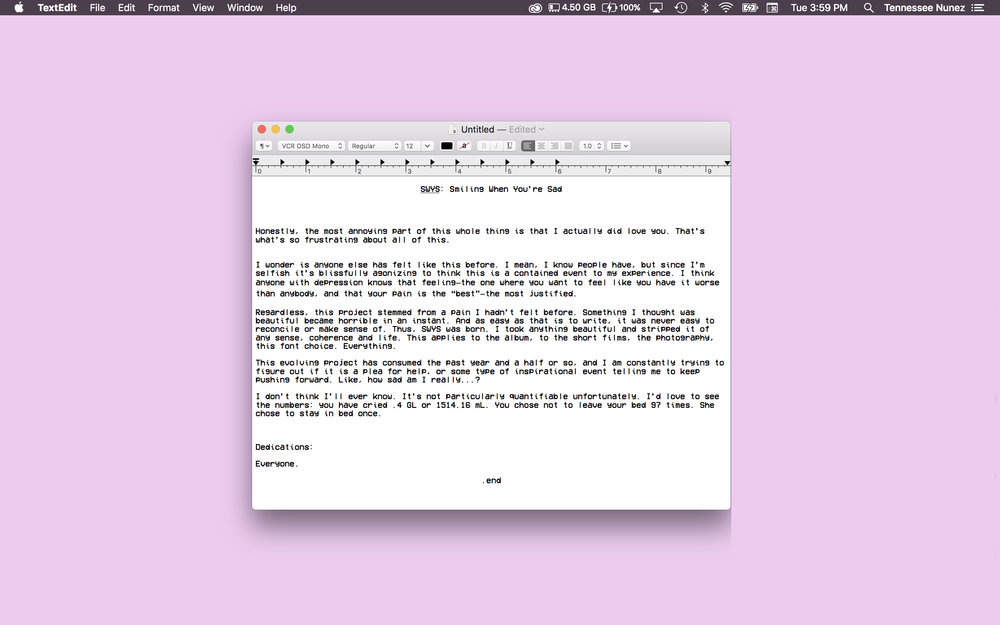 TextEdit File Edit Format View Window Help 4.50 GB 100% Tue 3:59 PM Tennessee Nunez
Untitled — Edited
VCR OSD Mono Regular 12 a B I U 1.0
0 1 2 3 4 5 6 7 8 9
SWYS: Smiling When You're Sad
Honestly, the most annoying part of this whole thing is that I actually did love you. That's
what's so frustrating about all of this.
I wonder is anyone else has felt like this before. I mean, I know people have, but since I'm
selfish it's blissfully agonizing to think this is a contained event to my experience. I think
anyone with depression knows that feeling—the one where you want to feel like you have it worse
than anybody, and that your pain is the “best”—the most justified.
Regardless, this project stemmed from a pain I hadn't felt before. Something I thought was
beautiful became horrible in an instant. And as easy as that is to write, it was never easy to
reconcile or make sense of. Thus, SWYS was born. I took anything beautiful and stripped it of
any sense, coherence and life. This applies to the album, to the short films, the photography,
this font choice. Everything.
This evolving project has consumed the past year and a half or so, and I am constantly trying to
figure out if it is a plea for help, or some type of inspirational event telling me to keep
pushing forward. Like, how sad am I really...?
I don't think I'll ever know. It's not particularly quantifiable unfortunately. I'd love to see
the numbers: you have cried .4 GL or 1514.16 mL. You chose not to leave your bed 97 times. She
chose to stay in bed once.
Dedications:
Everyone.
.end